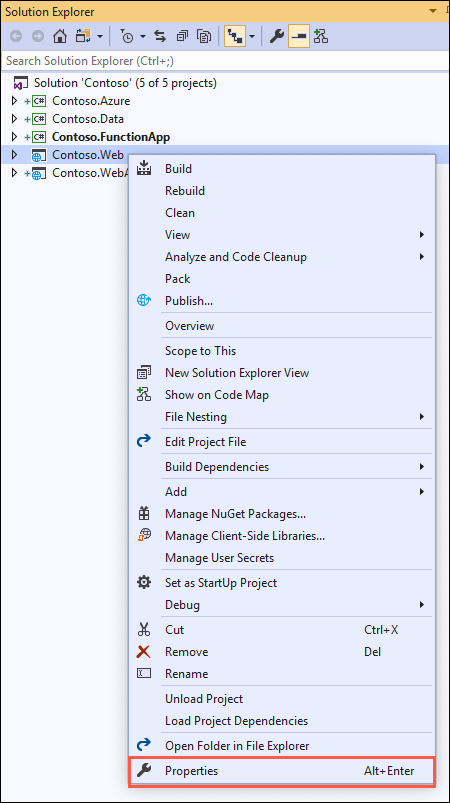 Solution Explorer
Search Solution Explorer (Ctrl+;)
Solution 'Contoso' (5 of 5 projects)
C# Contoso.Azure
C# Contoso.Data
C# Contoso.FunctionApp
Contoso.Web
Contoso.WebA
Build
Rebuild
Clean
View
Analyze and Code Cleanup
Pack
Publish...
Overview
Scope to This
New Solution Explorer View
Show on Code Map
File Nesting
Edit Project File
Build Dependencies
Add
Manage NuGet Packages...
Manage Client-Side Libraries...
Manage User Secrets
Set as StartUp Project
Debug
Cut Ctrl+X
Remove Del
Rename
Unload Project
Load Project Dependencies
Open Folder in File Explorer
Properties Alt+Enter